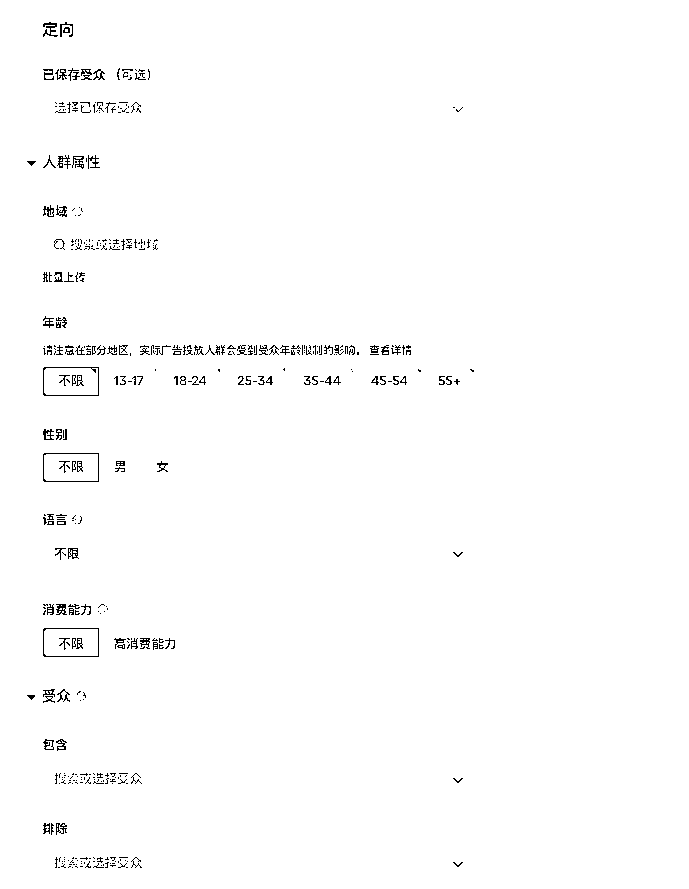 定向
已保存受众 （可选）
选择已保存受众
人群属性
地域
搜索或选择地域
批量上传
年龄
请注意在部分地区，实际广告投放人群会受到受众年龄限制的影响。 查看详情
不限 13-17 18-24 25-34 35-44 45-54 55+
性别
不限 男 女
语言
不限
消费能力
不限 高消费能力
受众
包含
搜索或选择受众
排除
搜索或选择受众